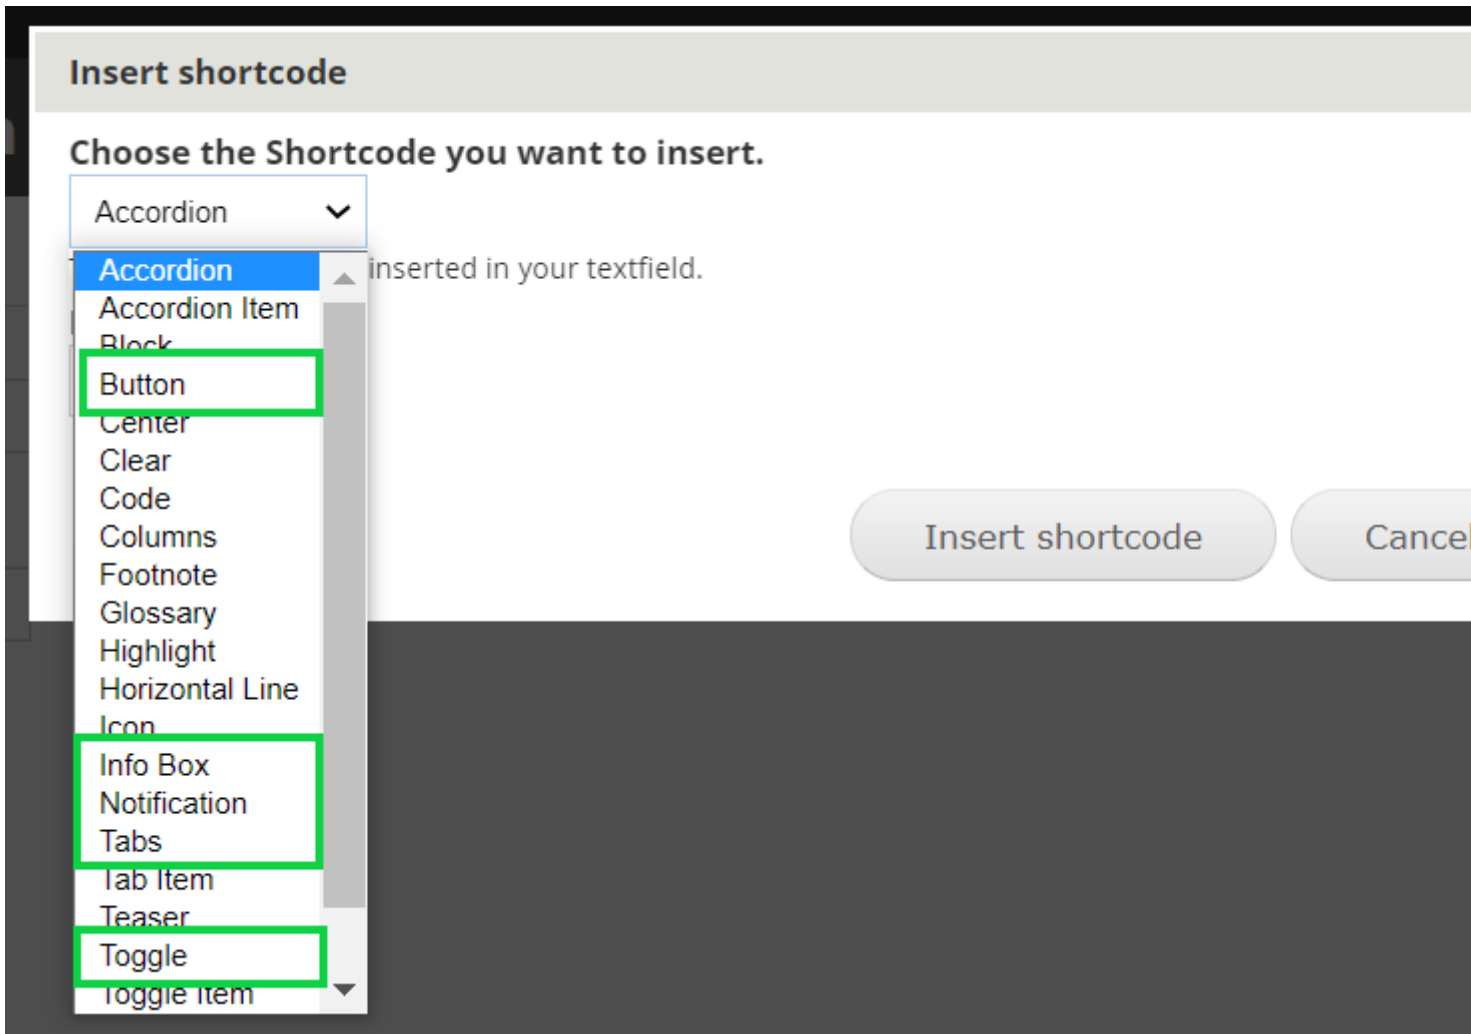 Insert shortcode
Choose the Shortcode you want to insert.
Accordion
inserted in your textfield.
Accordion
Accordion Item
Block
Button
Center
Clear
Code
Columns
Footnote
Glossary
Highlight
Horizontal Line
Icon
Info Box
Notification
Tabs
Tab Item
Teaser
Toggle
Toggle Item
Insert shortcode
Cancel